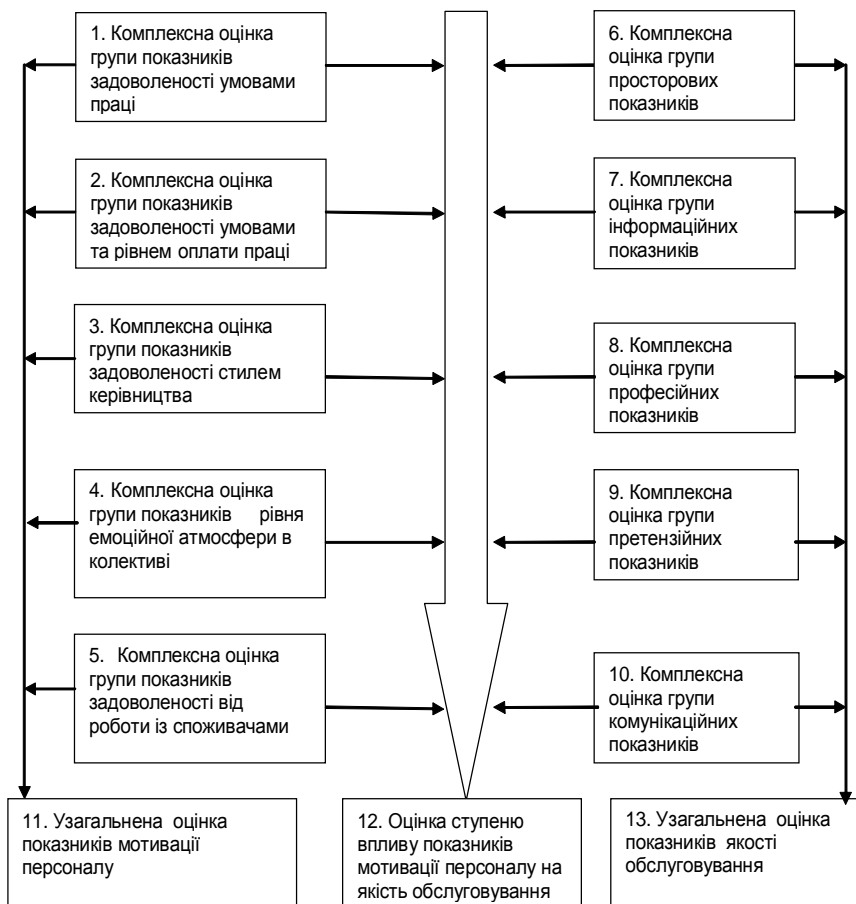 1. Комплексна оцінка
групи показників
задоволеності умовами
праці
2. Комплексна оцінка
групи показників
задоволеності умовами
та рівнем оплати праці
3. Комплексна оцінка
групи показників
задоволеності стилем
керівництва
4. Комплексна оцінка
групи показників рівня
емоційної атмосфери в
колективі
5. Комплексна оцінка
групи показників
задоволеності від
роботи із споживачами
6. Комплексна
оцінка групи
просторових
показників
7. Комплексна
оцінка групи
інформаційних
показників
8. Комплексна
оцінка групи
професійних
показників
9. Комплексна
оцінка групи
претензійних
показників
10. Комплексна
оцінка групи
комунікаційних
показників
11. Узагальнена оцінка
показників мотивації
персоналу
12. Оцінка ступеню
впливу показників
мотивації персоналу на
якість обслуговування
13. Узагальнена оцінка
показників якості
обслуговування